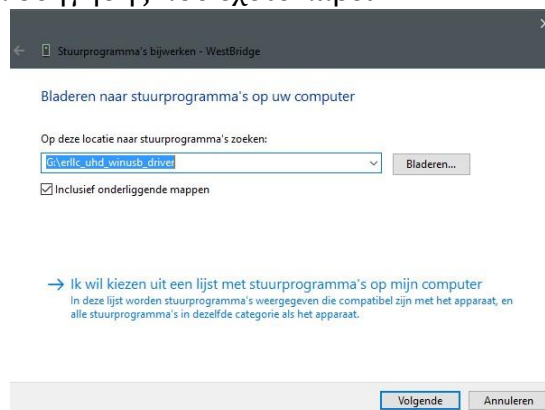 Stuurprogramma's bijwerken - WestBridge
Bladeren naar stuurprogramma's op uw computer
Op deze locatie naar stuurprogramma's zoeken:
G:\erllc_uhd_winusb_driver
Bladeren...
Inclusief onderliggende mappen
Ik wil kiezen uit een lijst met stuurprogramma's op mijn computer
In deze lijst worden stuurprogramma's weergegeven die compatibel zijn met het apparaat, en
alle stuurprogramma's in dezelfde categorie als het apparaat.
Volgende Annuleren